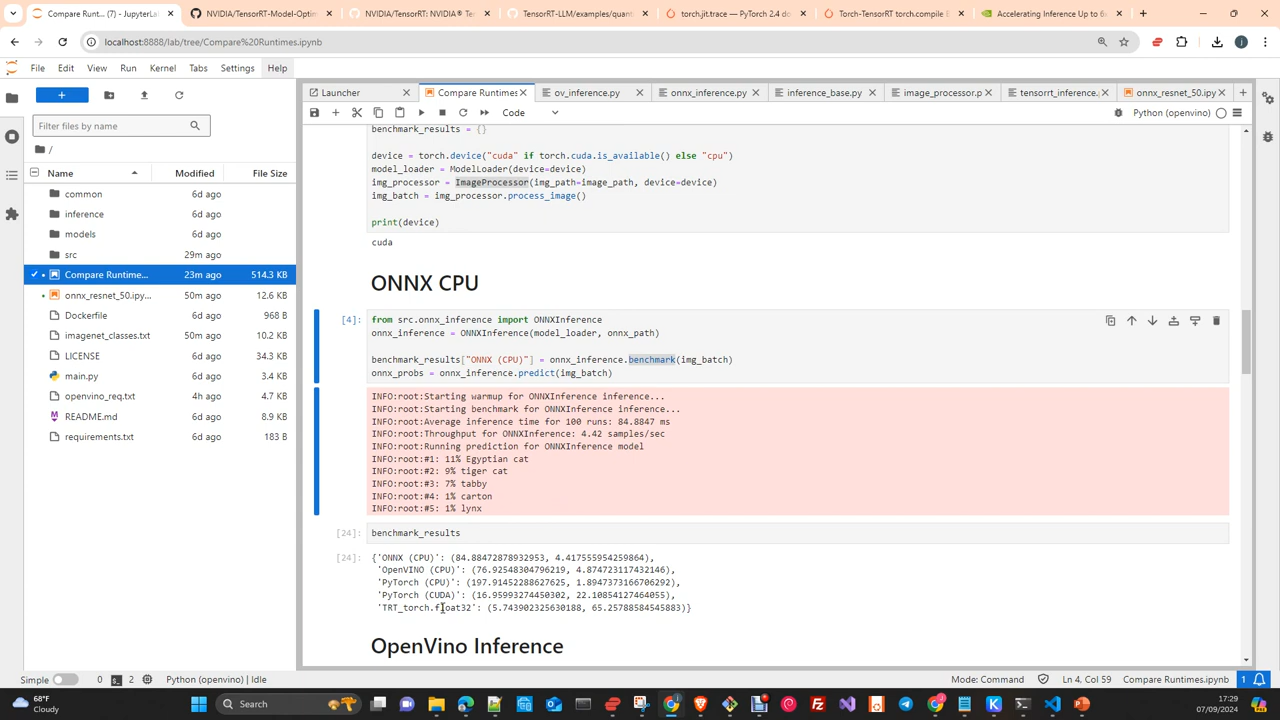 Compare Runtimes.ipynb (7) - JupyterLab
NVIDIA/TensorRT-Model-Optim
NVIDIA/TensorRT: NVIDIA® Ten
TensorRT-LLM/examples/quant
torch.jit.trace — PyTorch 2.4 do
Torch-TensorRT torch.compile B
Accelerating Inference Up to 6x
localhost:8888/lab/tree/Compare%20Runtimes.ipynb
File Edit View Run Kernel Tabs Settings Help
Launcher
Compare Runtimes
ov_inference.py
onnx_inference.py
inference_base.py
image_processor.p
tensorrt_inference.
onnx_resnet_50.ipy
Code
Python (openvino)
Filter files by name
/
Name Modified File Size
common 6d ago
inference 6d ago
models 6d ago
src 29m ago
Compare Runtime... 23m ago 514.3 KB
onnx_resnet_50.ipy... 50m ago 12.6 KB
Dockerfile 6d ago 968 B
imagenet_classes.txt 6d ago 10.2 KB
LICENSE 6d ago 34.3 KB
main.py 6d ago 3.4 KB
openvino_req.txt 4h ago 4.7 KB
README.md 6d ago 8.9 KB
requirements.txt 6d ago 183 B
benchmark_results = {}
device = torch.device("cuda" if torch.cuda.is_available() else "cpu")
model_loader = ModelLoader(device=device)
img_processor = ImageProcessor(img_path=image_path, device=device)
img_batch = img_processor.process_image()
print(device)
cuda
ONNX CPU
[4]: from src.onnx_inference import ONNXInference
onnx_inference = ONNXInference(model_loader, onnx_path)
benchmark_results["ONNX (CPU)"] = onnx_inference.benchmark(img_batch)
onnx_probs = onnx_inference.predict(img_batch)
INFO:root:Starting warmup for ONNXInference inference...
INFO:root:Starting benchmark for ONNXInference inference...
INFO:root:Average inference time for 100 runs: 84.8847 ms
INFO:root:Throughput for ONNXInference: 4.42 samples/sec
INFO:root:Running prediction for ONNXInference model
INFO:root:#1: 11% Egyptian cat
INFO:root:#2: 9% tiger cat
INFO:root:#3: 7% tabby
INFO:root:#4: 1% carton
INFO:root:#5: 1% lynx
[24]: benchmark_results
[24]: {'ONNX (CPU)': (84.88472878932953, 4.417555954259864),
'OpenVINO (CPU)': (76.92548304796219, 4.874723117432146),
'PyTorch (CPU)': (197.91452288627625, 1.8947373166706292),
'PyTorch (CUDA)': (16.95993274450302, 22.10854127464055),
'TRT_torch.float32': (5.743902325630188, 65.25788584545883)}
OpenVino Inference
Simple 0 2 Python (openvino) | Idle
Mode: Command Ln 4, Col 59 Compare Runtimes.ipynb 1
68°F
Cloudy
Search
17:29
07/09/2024